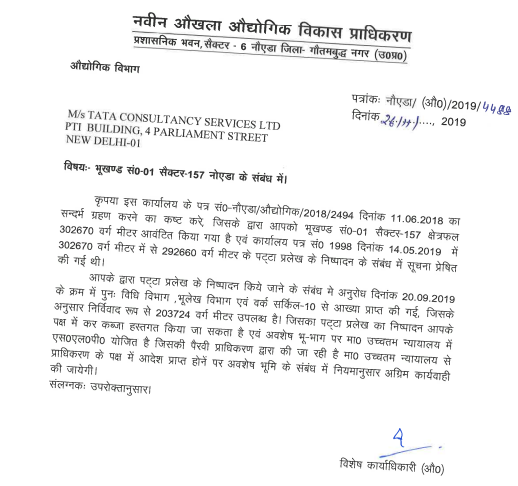 नवीन औखला औद्योगिक विकास प्राधिकरण
प्रशासनिक भवन, सैक्टर - 6 नौएडा जिला- गौतमबुद्ध नगर (उ0प्र0)
औद्योगिक विभाग
पत्रांकः नौएडा/ (औ0)/2019/
दिनांक 26/11/...., 2019
M/s TATA CONSULTANCY SERVICES LTD
PTI BUILDING, 4 PARLIAMENT STREET
NEW DELHI-01
विषयः- भूखण्ड सं0-01 सैक्टर-157 नोएडा के संबंध में।
कृपया इस कार्यालय के पत्र सं0-नौएडा/औद्योगिक/2018/2494 दिनांक 11.06.2018 का
सन्दर्भ ग्रहण करने का कष्ट करे, जिसके द्वारा आपको भूखण्ड सं0-01 सैक्टर-157 क्षेत्रफल
302670 वर्ग मीटर आवंटित किया गया है एवं कार्यालय पत्र सं0 1998 दिनांक 14.05.2019 में
302670 वर्ग मीटर में से 292660 वर्ग मीटर के पट्टा प्रलेख के निष्पादन के संबंध में सूचना प्रेषित
की गई थी।
आपके द्वारा पट्टा प्रलेख के निष्पादन किये जाने के संबंध मे अनुरोध दिनांक 20.09.2019
के क्रम में पुनः विधि विभाग ,भूलेख विभाग एवं वर्क सर्किल-10 से आख्या प्राप्त की गई, जिसके
अनुसार निर्विवाद रूप से 203724 वर्ग मीटर उपलब्ध है। जिसका पट्टा प्रलेख का निष्पादन आपके
पक्ष में कर कब्जा हस्तगत किया जा सकता है एवं अवशेष भू-भाग पर मा0 उच्चतम न्यायालय में
एस0एल0पी0 योजित है जिसकी पैरवी प्राधिकरण द्वारा की जा रही है मा0 उच्चतम न्यायालय से
प्राधिकरण के पक्ष में आदेश प्राप्त होनें पर अवशेष भूमि के संबंध में नियमानुसार अग्रिम कार्यवाही
की जायेगी।
संलग्नकः उपरोक्तानुसार।
विशेष कार्याधिकारी (औ0)